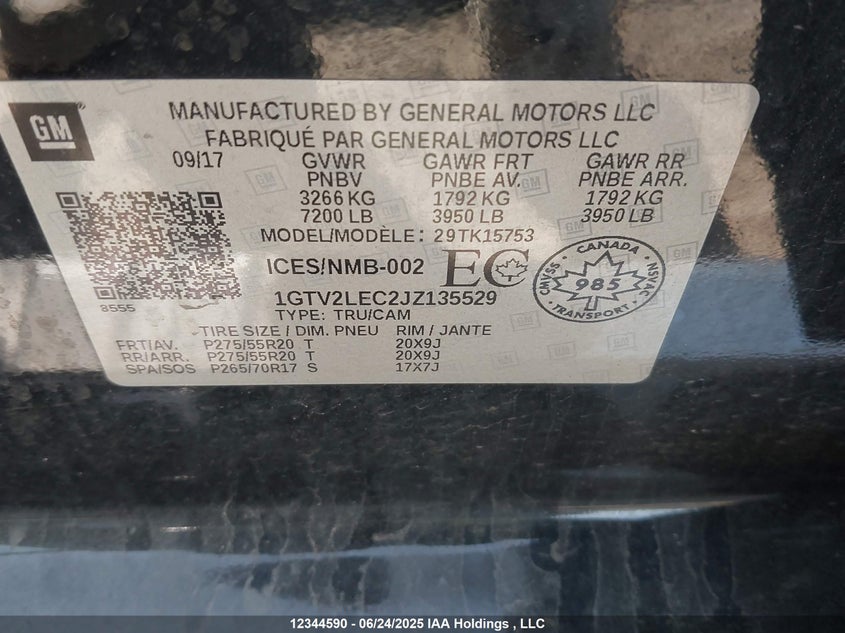 GM
MANUFACTURED BY GENERAL MOTORS LLC
FABRIQUÉ PAR GENERAL MOTORS LLC
09/17 GVWR GAWR FRT GAWR RR
PNBV PNBE AV. PNBE ARR.
3266 KG 1792 KG 1792 KG
7200 LB 3950 LB 3950 LB
MODEL/MODÈLE: 29TK15753
ICES/NMB-002 EC
8555
1GTV2LEC2JZ135529
TYPE: TRU/CAM
CANADA
CMVSS 985 NSVAC
TRANSPORT
TIRE SIZE / DIM. PNEU RIM / JANTE
FRT/AV. P275/55R20 T 20X9J
RR/ARR. P275/55R20 T 20X9J
SPA/SOS P265/70R17 S 17X7J
12344590 - 06/24/2025 IAA Holdings , LLC